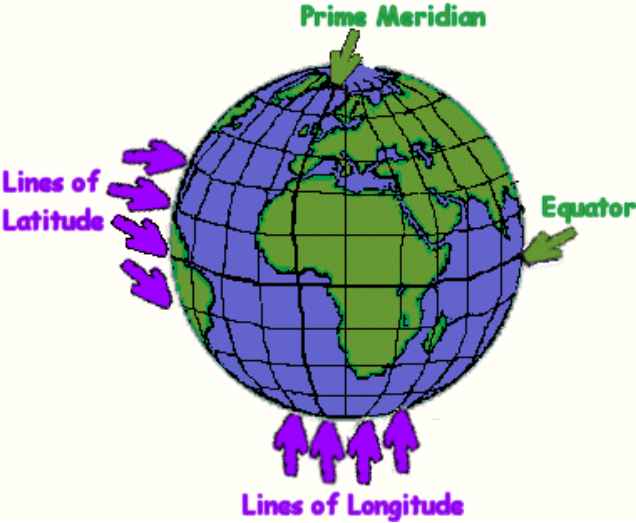 Prime Meridian
Lines of
Latitude
Equator
Lines of Longitude